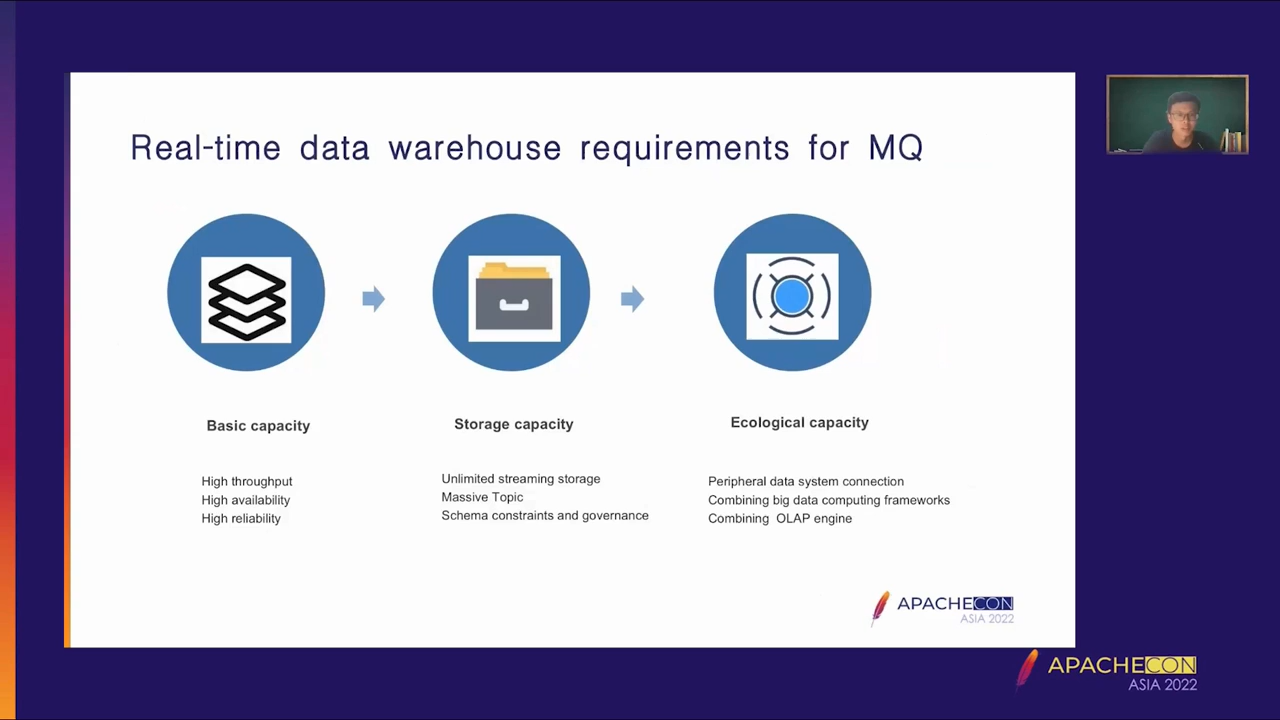 Real-time data warehouse requirements for MQ
Basic capacity
High throughput
High availability
High reliability
Storage capacity
Unlimited streaming storage
Massive Topic
Schema constraints and governance
Ecological capacity
Peripheral data system connection
Combining big data computing frameworks
Combining OLAP engine
APACHECON
ASIA 2022
APACHECON
ASIA 2022